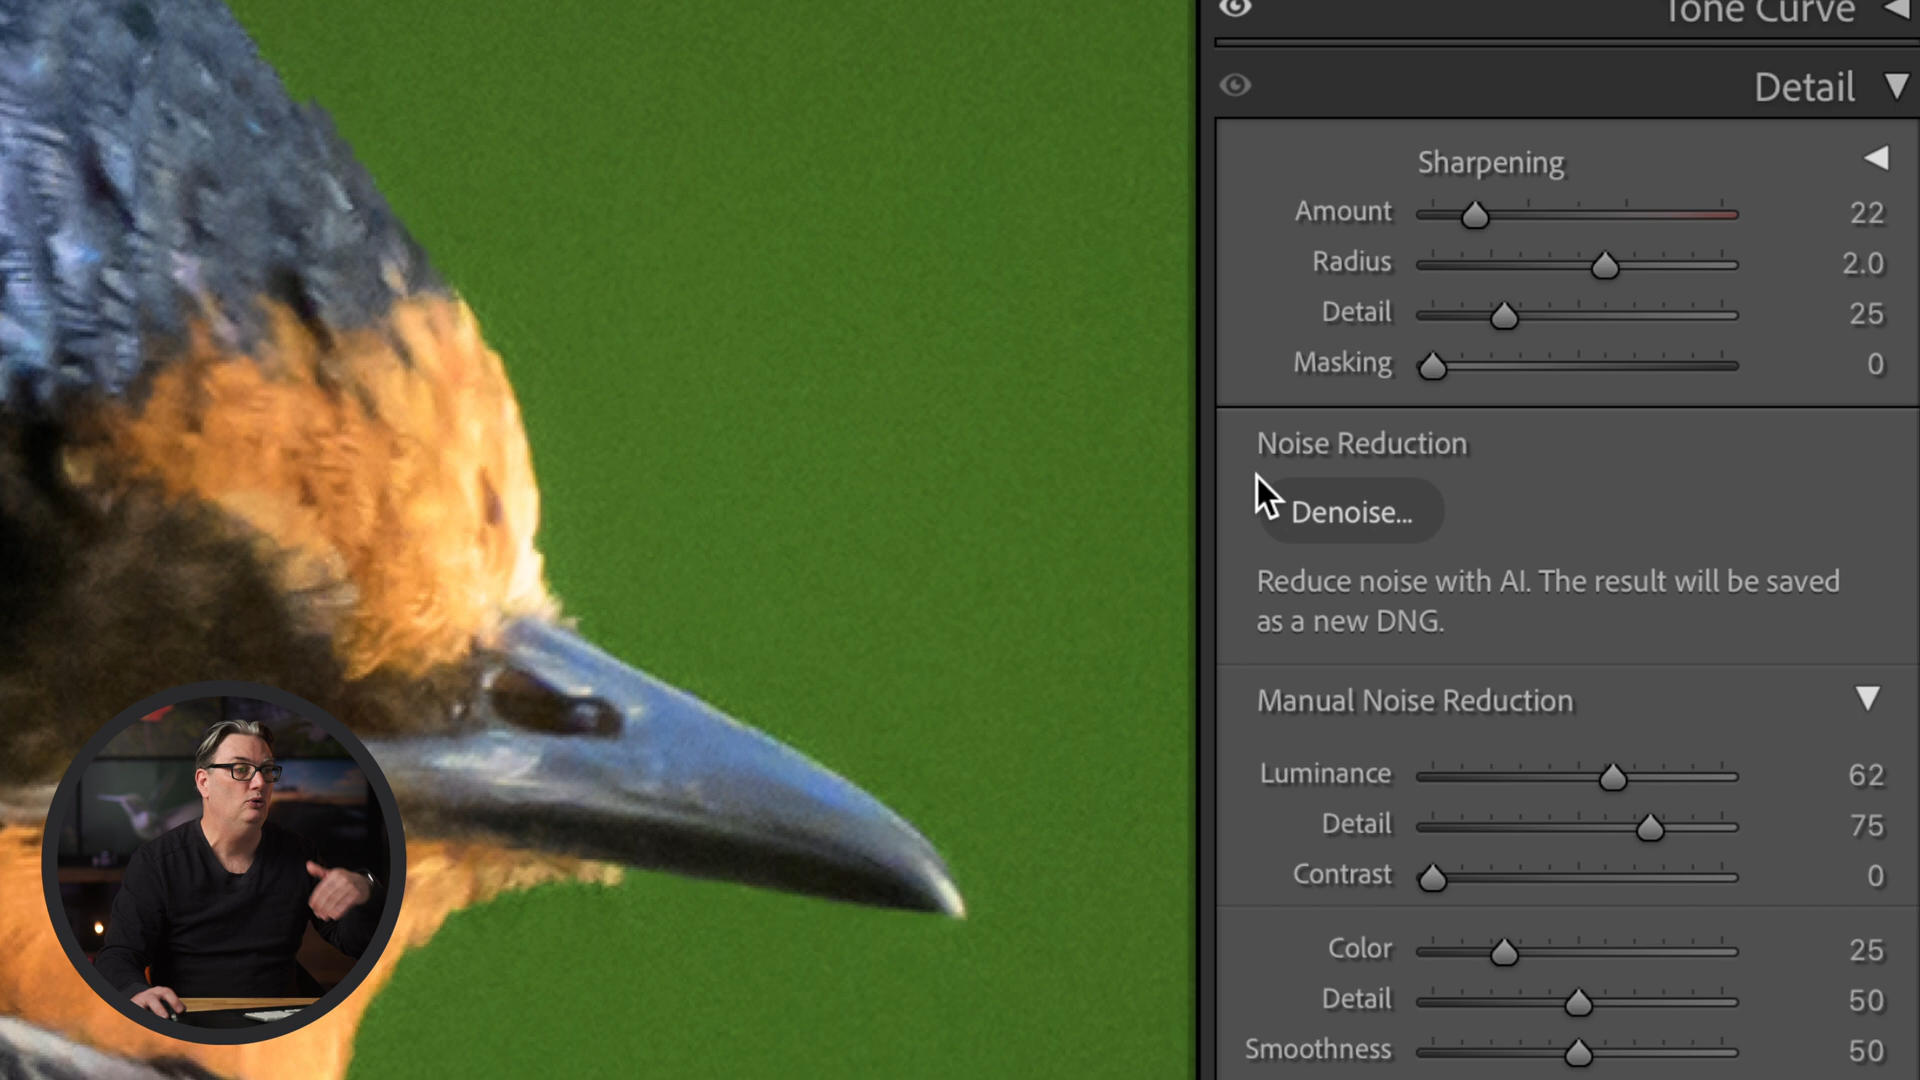 Tone Curve
Detail
Sharpening
Amount 22
Radius 2.0
Detail 25
Masking 0
Noise Reduction
Denoise...
Reduce noise with AI. The result will be saved
as a new DNG.
Manual Noise Reduction
Luminance 62
Detail 75
Contrast 0
Color 25
Detail 50
Smoothness 50